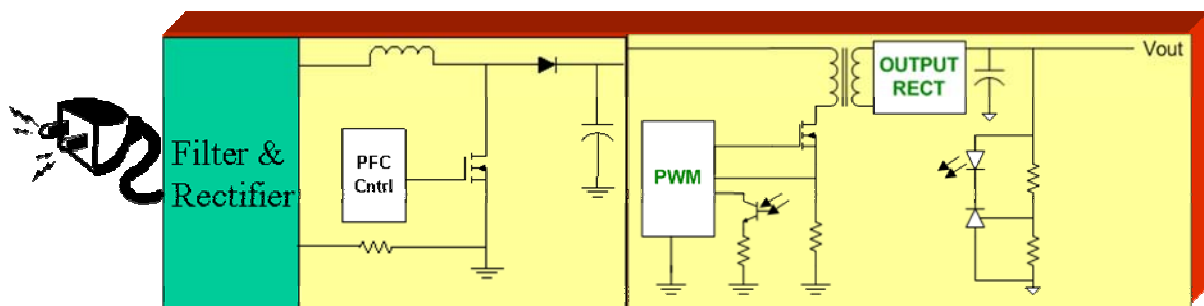 Filter &
Rectifier
PFC
Cntrl
PWM
OUTPUT
RECT
Vout